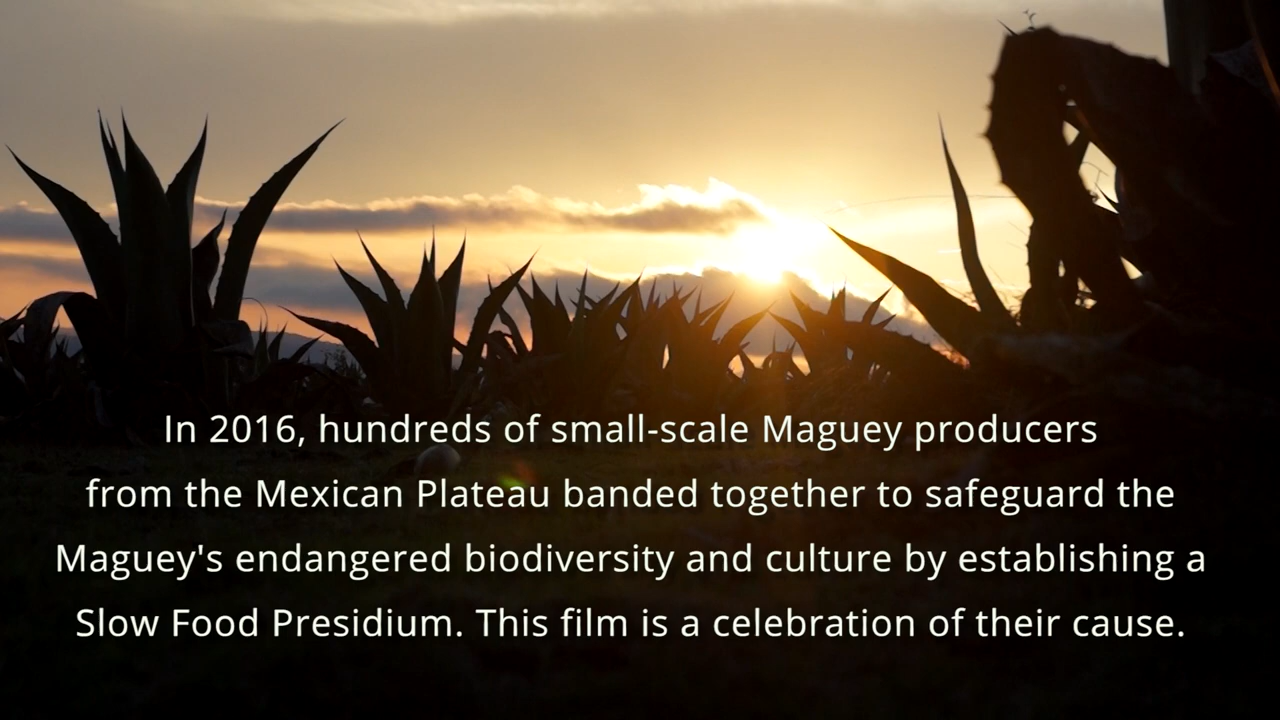 In 2016, hundreds of small-scale Maguey producers
from the Mexican Plateau banded together to safeguard the
Maguey's endangered biodiversity and culture by establishing a
Slow Food Presidium. This film is a celebration of their cause.